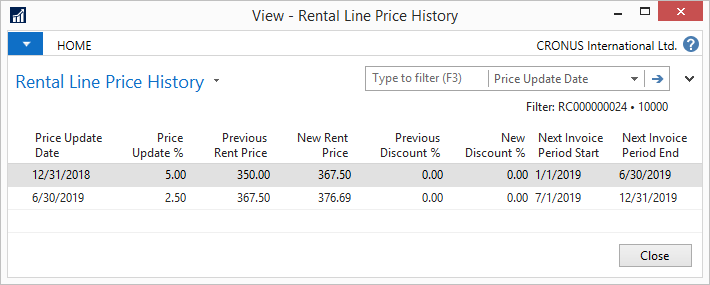 View - Rental Line Price History
HOME
CRONUS International Ltd. ?
Rental Line Price History
Type to filter (F3) Price Update Date
Filter: RC000000024 • 10000
Price Update Date Price Update % Previous Rent Price New Rent Price Previous Discount % New Discount % Next Invoice Period Start Next Invoice Period End
12/31/2018 5.00 350.00 367.50 0.00 0.00 1/1/2019 6/30/2019
6/30/2019 2.50 367.50 376.69 0.00 0.00 7/1/2019 12/31/2019
Close